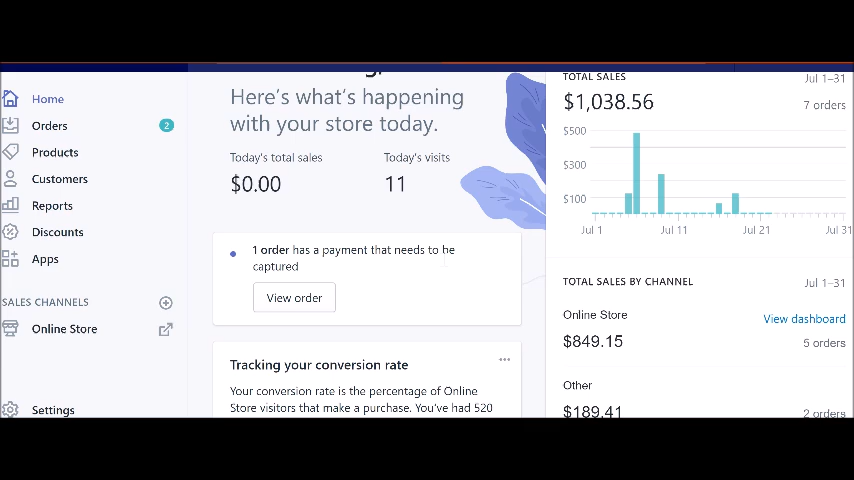 Home
Orders
2
Products
Customers
Reports
Discounts
Apps
SALES CHANNELS
Online Store
Settings
Here's what's happening
with your store today.
Today's total sales
Today's visits
$0.00
11
1 order has a payment that needs to be
captured
View order
Tracking your conversion rate
Your conversion rate is the percentage of Online
Store visitors that make a purchase. You've had 520
TOTAL SALES
Jul 1–31
$1,038.56
7 orders
$500
$300
$100
Jul 1
Jul 11
Jul 21
Jul 31
TOTAL SALES BY CHANNEL
Jul 1–31
Online Store
View dashboard
$849.15
5 orders
Other
$189.41
2 orders